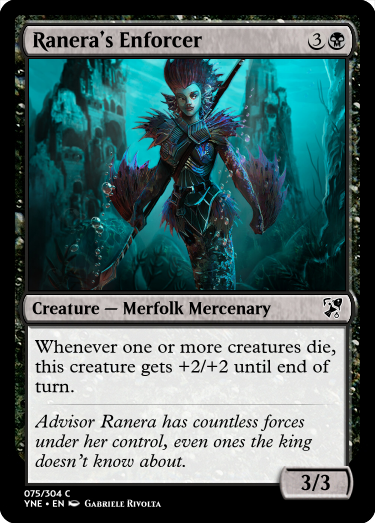 Ranera's Enforcer 3
Creature — Merfolk Mercenary
Whenever one or more creatures die,
this creature gets +2/+2 until end of
turn.
Advisor Ranera has countless forces
under her control, even ones the king
doesn't know about.
3/3
075/304 C
YNE • EN Gabriele Rivolta